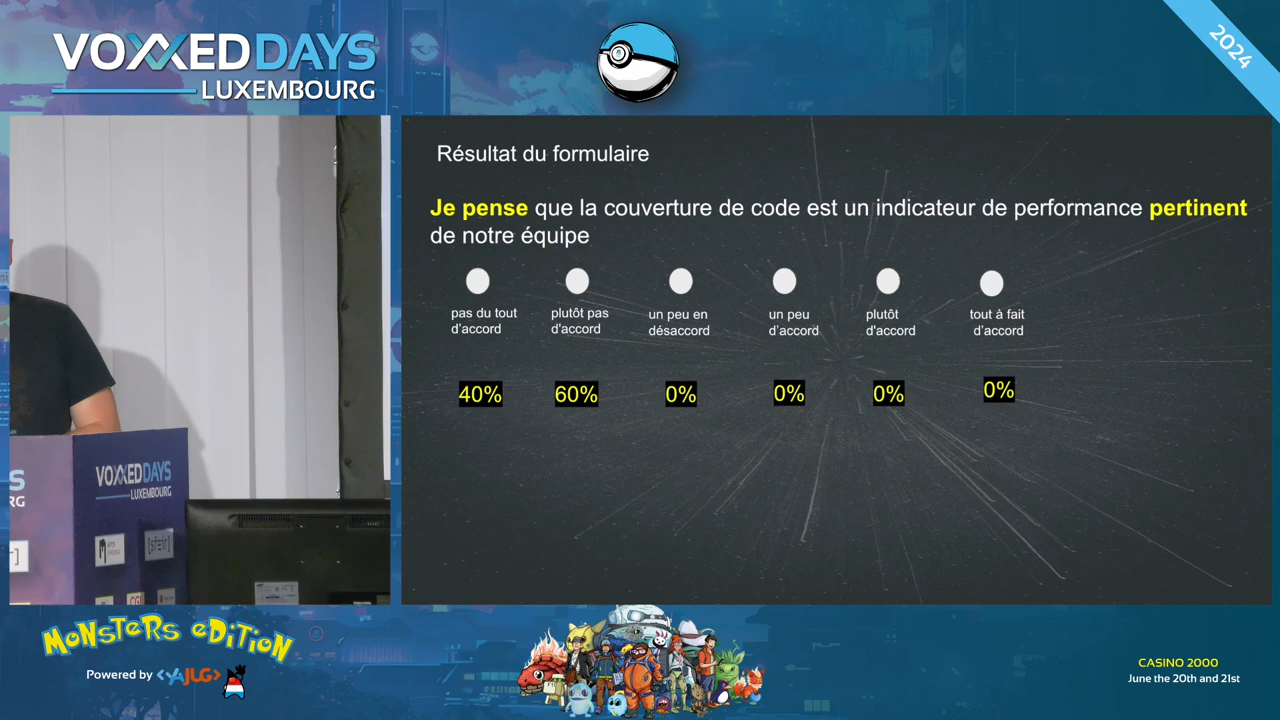 VOXXEDDAYS
LUXEMBOURG
2024
Résultat du formulaire
Je pense que la couverture de code est un indicateur de performance pertinent
de notre équipe
pas du tout
d'accord
plutôt pas
d'accord
un peu en
désaccord
un peu
d'accord
plutôt
d'accord
tout à fait
d'accord
40%
60%
0%
0%
0%
0%
S
RG
VOXXEDDAYS
LUXEMBOURG
[sfeir]
MONSTERS EDITION
Powered by <YAJUG>
CASINO 2000
June the 20th and 21st